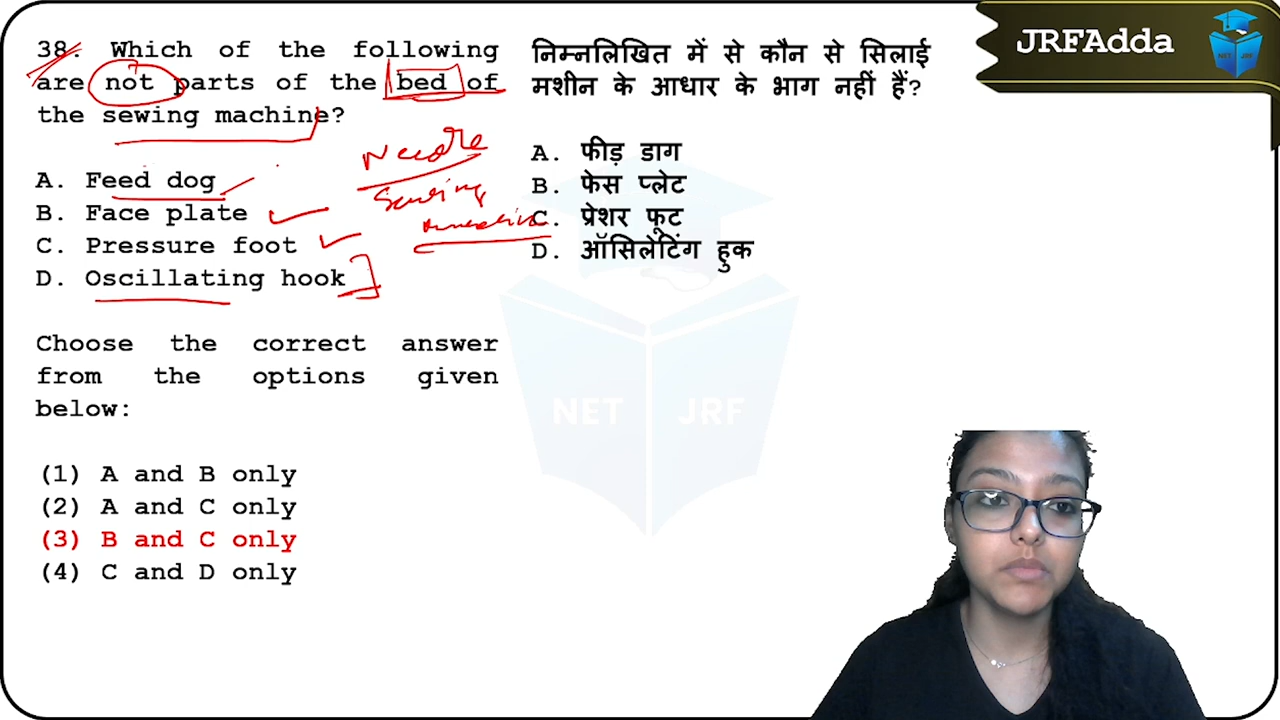 JRFAdda
NET JRF
38. Which of the following
are not parts of the bed of
the sewing machine?
A. Feed dog
B. Face plate
C. Pressure foot
D. Oscillating hook
Choose the correct answer
from the options given
below:
(1) A and B only
(2) A and C only
(3) B and C only
(4) C and D only
Needle
निम्नलिखित में से कौन से सिलाई
मशीन के आधार के भाग नहीं हैं?
A. फीड़ डाग
B. फेस प्लेट
C. प्रेशर फूट
D. ऑसिलेटिंग हुक
NET JRF